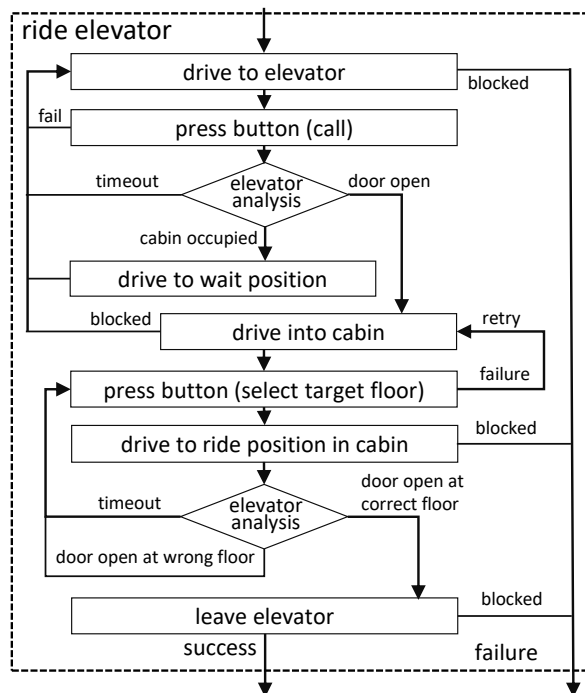 ride elevator
drive to elevator
blocked
fail
press button (call)
timeout
elevator
analysis
door open
cabin occupied
drive to wait position
blocked
drive into cabin
retry
press button (select target floor)
failure
drive to ride position in cabin
blocked
door open at
correct floor
timeout
elevator
analysis
door open at wrong floor
leave elevator
blocked
success
failure